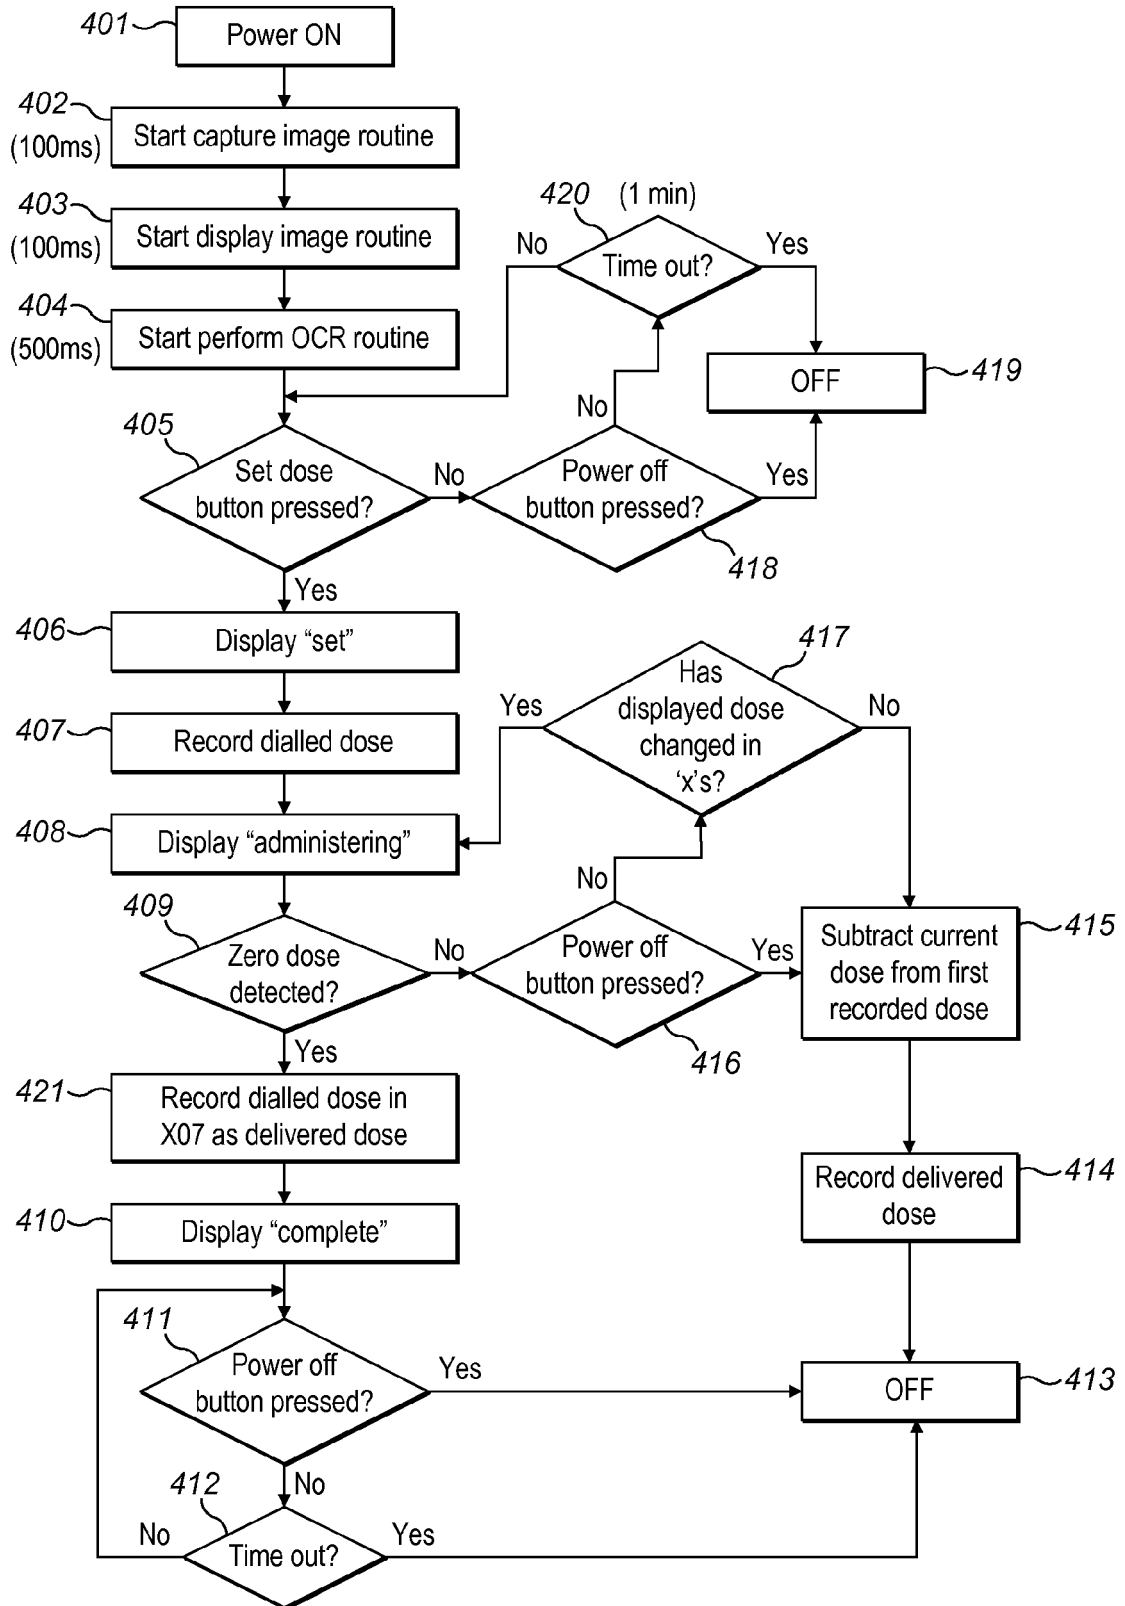 401
Power ON
402
(100ms)
Start capture image routine
403
(100ms)
Start display image routine
404
(500ms)
Start perform OCR routine
420
(1 min)
No
Time out?
Yes
OFF
419
405
Set dose
button pressed?
No
No
Power off
button pressed?
Yes
418
Yes
406
Display “set”
407
Record dialled dose
408
Display “administering”
417
Has
displayed dose
changed in
‘x’s?
Yes
No
409
Zero dose
detected?
No
No
Power off
button pressed?
Yes
416
Subtract current
dose from first
recorded dose
415
Yes
421
Record dialled dose in
X07 as delivered dose
Record delivered
dose
414
410
Display “complete”
411
Power off
button pressed?
Yes
OFF
413
No
412
No
Time out?
Yes